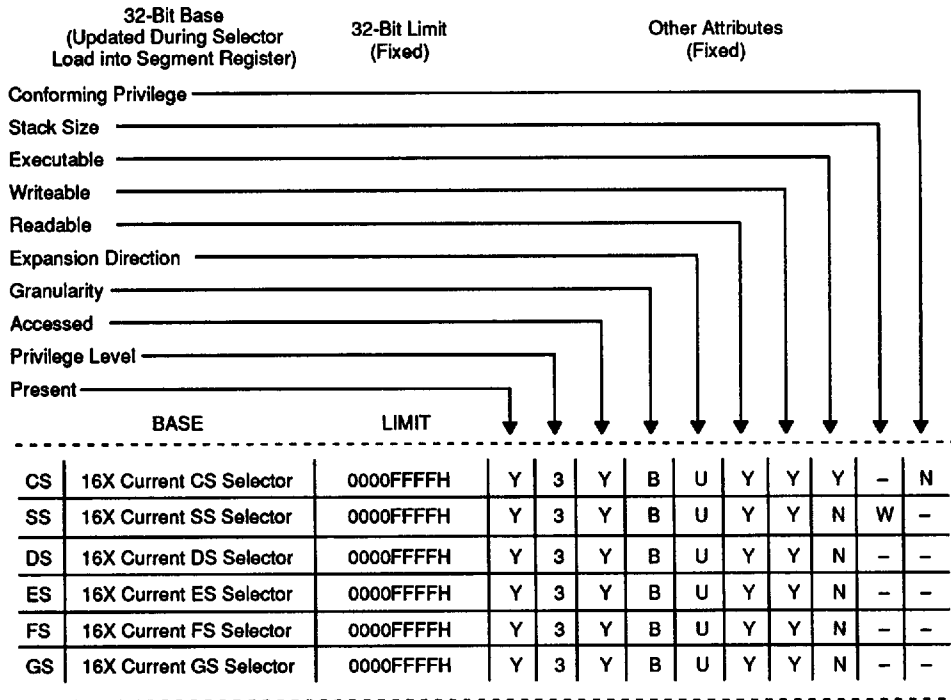 32-Bit Base
(Updated During Selector
Load into Segment Register)
32-Bit Limit
(Fixed)
Other Attributes
(Fixed)
Conforming Privilege
Stack Size
Executable
Writeable
Readable
Expansion Direction
Granularity
Accessed
Privilege Level
Present
BASE LIMIT
CS 16X Current CS Selector 0000FFFFH Y 3 Y B U Y Y Y – N
SS 16X Current SS Selector 0000FFFFH Y 3 Y B U Y Y N W –
DS 16X Current DS Selector 0000FFFFH Y 3 Y B U Y Y N – –
ES 16X Current ES Selector 0000FFFFH Y 3 Y B U Y Y N – –
FS 16X Current FS Selector 0000FFFFH Y 3 Y B U Y Y N – –
GS 16X Current GS Selector 0000FFFFH Y 3 Y B U Y Y N – –